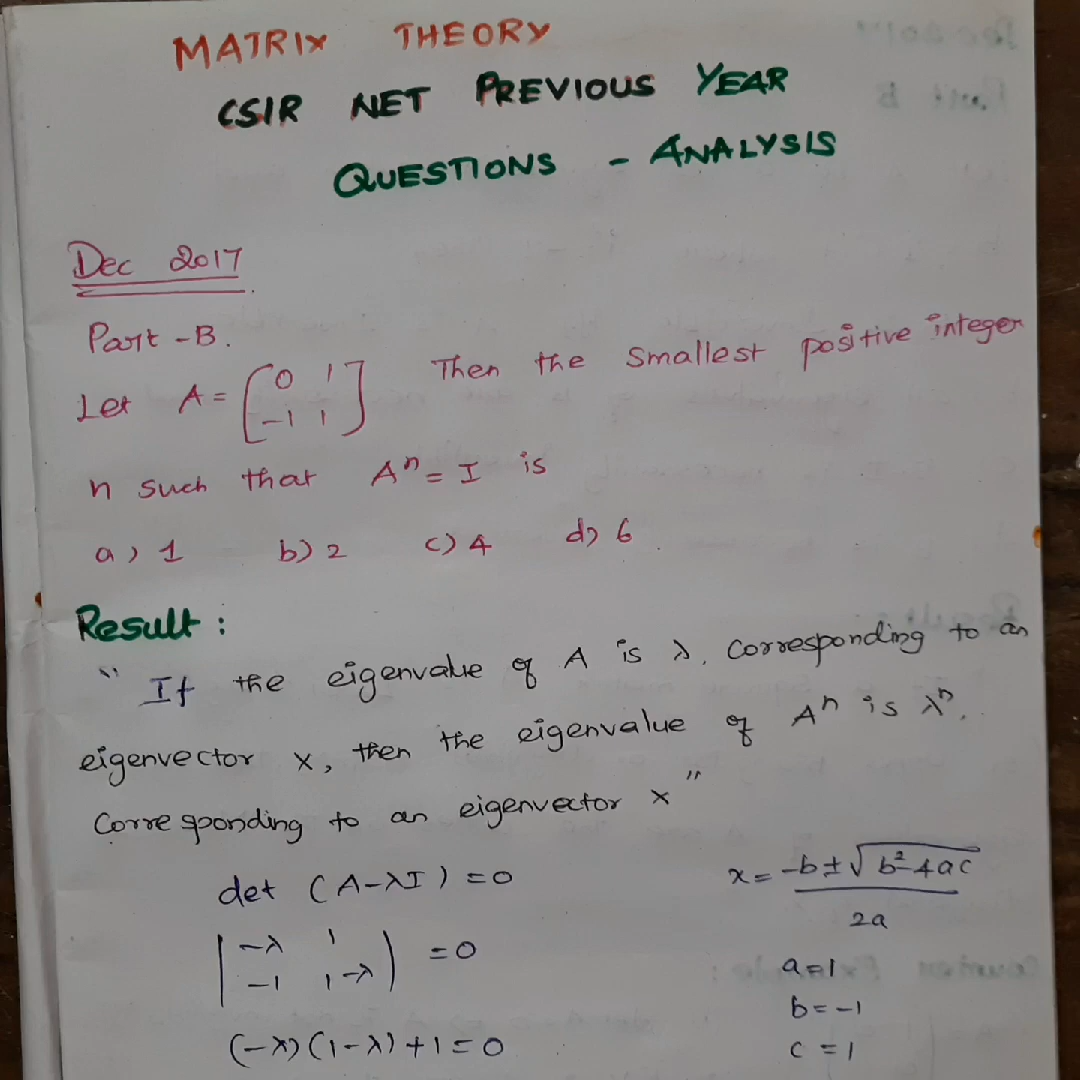 MATRIX THEORY
CSIR NET PREVIOUS YEAR
QUESTIONS - ANALYSIS
Dec 2017
Part - B.
Let A = [0 1; -1 1] Then the smallest positive integer
n such that Aⁿ = I is
a) 1 b) 2 c) 4 d) 6
Result :
" If the eigenvalue of A is λ, corresponding to an
eigenvector x, then the eigenvalue of Aⁿ is λⁿ,
Corresponding to an eigenvector x "
det (A-λI) = 0
x = -b ± √b²-4ac / 2a
|-λ 1; -1 1-λ| = 0
a=1
b=-1
(-λ)(1-λ)+1=0
c=1